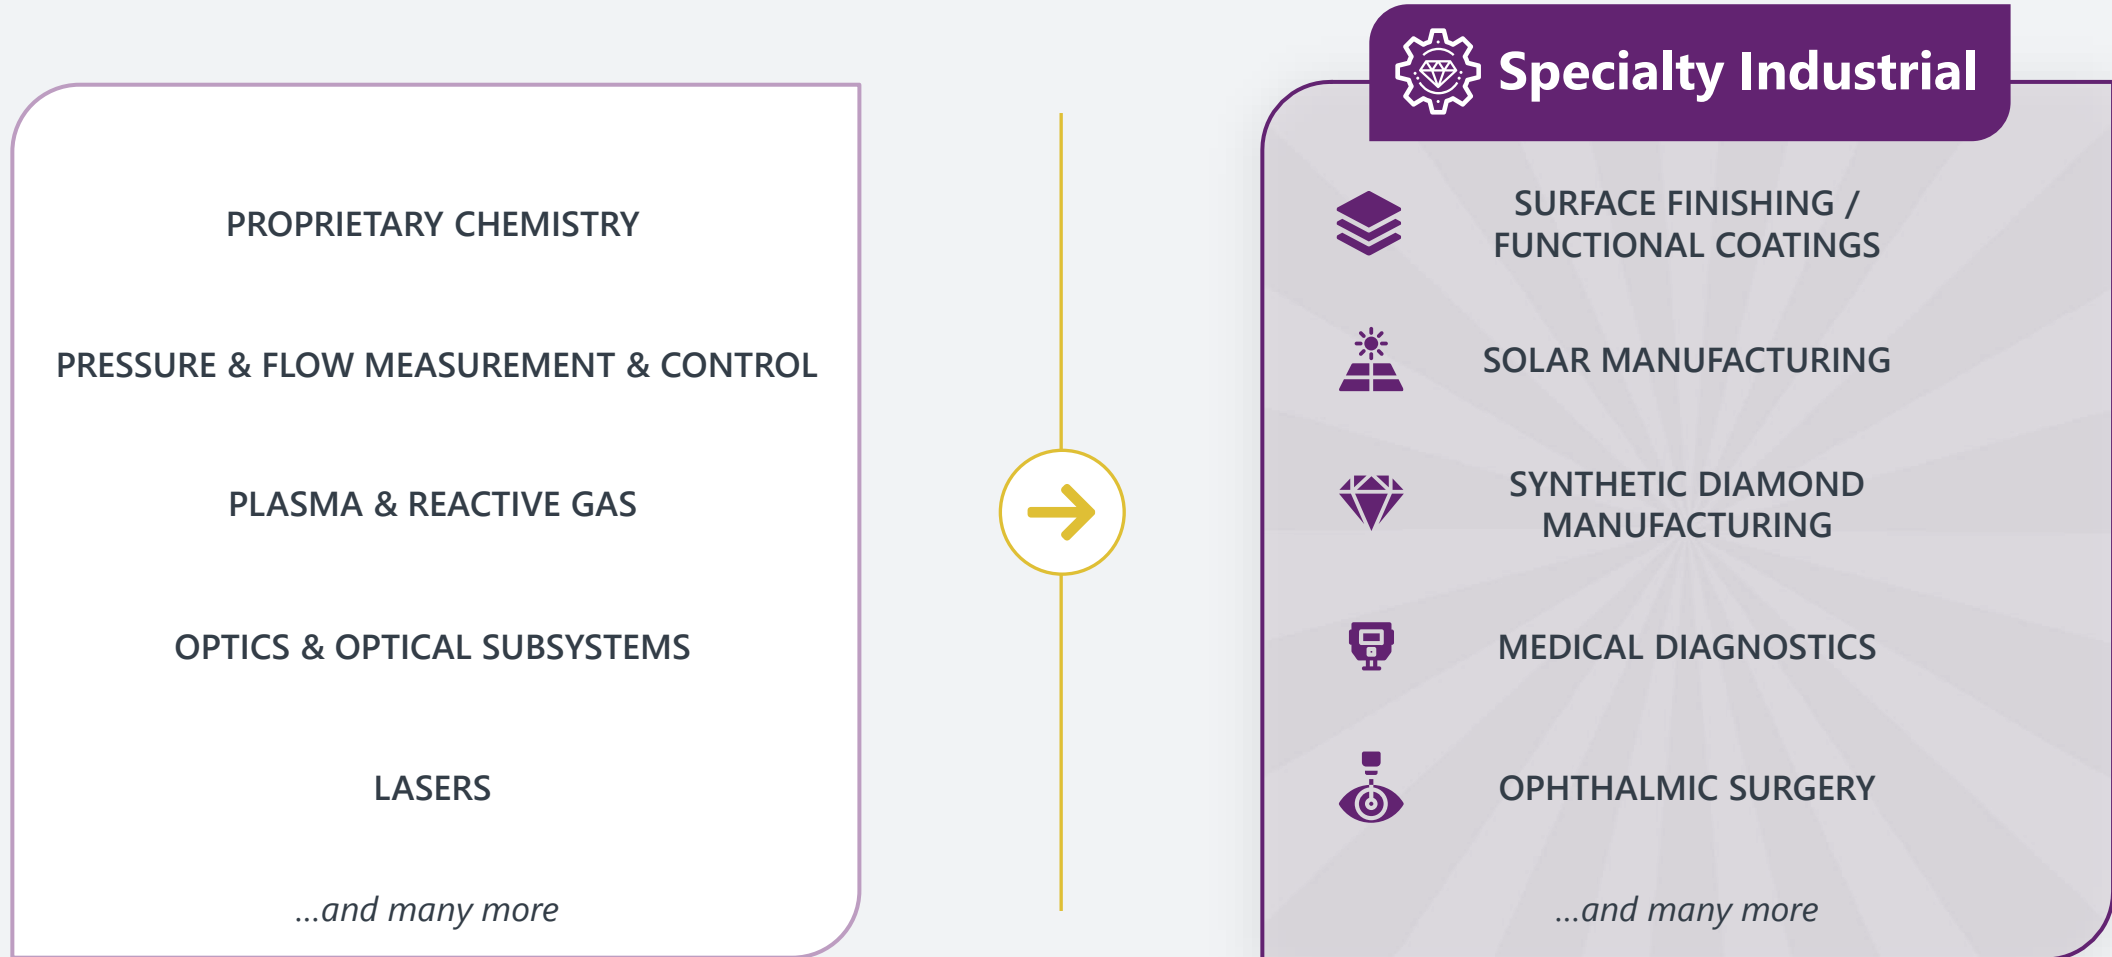 PROPRIETARY CHEMISTRY
PRESSURE & FLOW MEASUREMENT & CONTROL
PLASMA & REACTIVE GAS
OPTICS & OPTICAL SUBSYSTEMS
LASERS
...and many more
Specialty Industrial
SURFACE FINISHING /
FUNCTIONAL COATINGS
SOLAR MANUFACTURING
SYNTHETIC DIAMOND
MANUFACTURING
MEDICAL DIAGNOSTICS
OPHTHALMIC SURGERY
...and many more